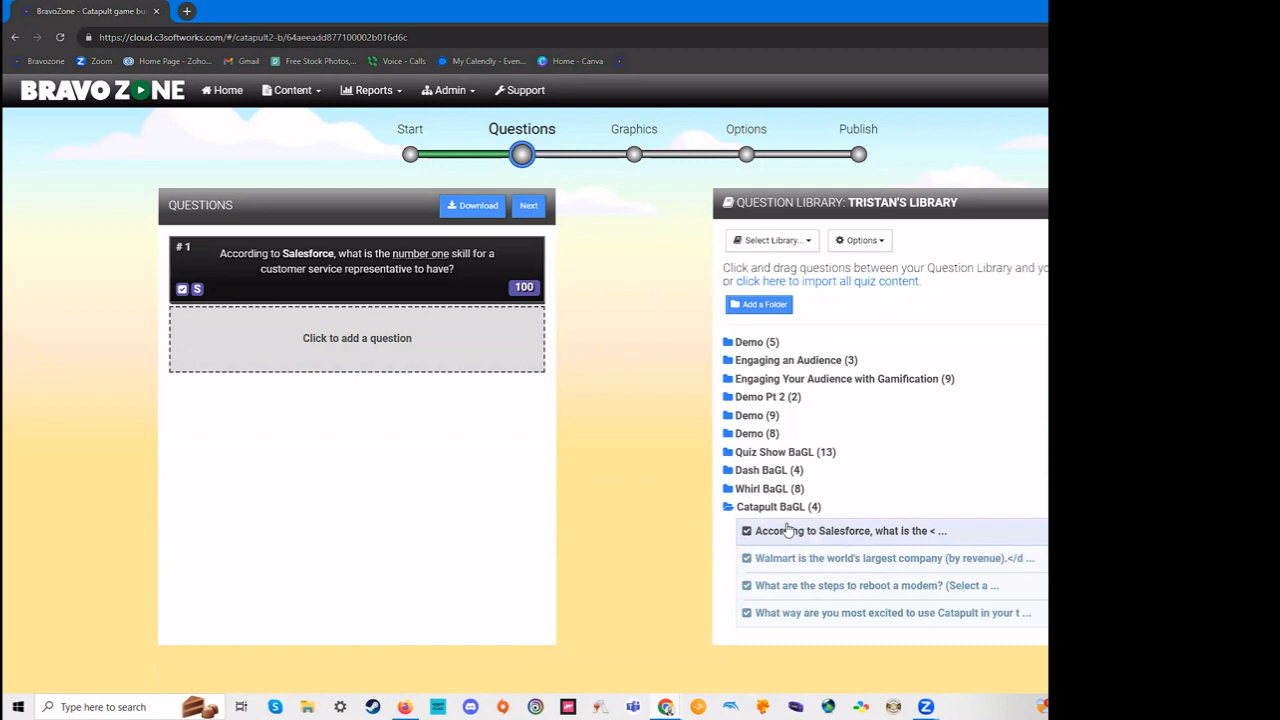 BravoZone - Catapult game bu
https://cloud.c3softworks.com/#/catapult2-b/64aeeadd877100002b016d6c
Bravozone Zoom Home Page - Zoho... Gmail Free Stock Photos,... Voice - Calls My Calendly - Even... Home - Canva
BRAVO ZONE Home Content Reports Admin Support
Start Questions Graphics Options Publish
QUESTIONS Download Next
#1 According to Salesforce, what is the number one skill for a
customer service representative to have?
S 100
Click to add a question
QUESTION LIBRARY: TRISTAN'S LIBRARY
Select Library... Options
Click and drag questions between your Question Library and yo
or click here to import all quiz content.
Add a Folder
Demo (5)
Engaging an Audience (3)
Engaging Your Audience with Gamification (9)
Demo Pt 2 (2)
Demo (9)
Demo (8)
Quiz Show BaGL (13)
Dash BaGL (4)
Whirl BaGL (8)
Catapult BaGL (4)
According to Salesforce, what is the < ...
Walmart is the world's largest company (by revenue).</d ...
What are the steps to reboot a modem? (Select a ...
What way are you most excited to use Catapult in your t ...
Type here to search